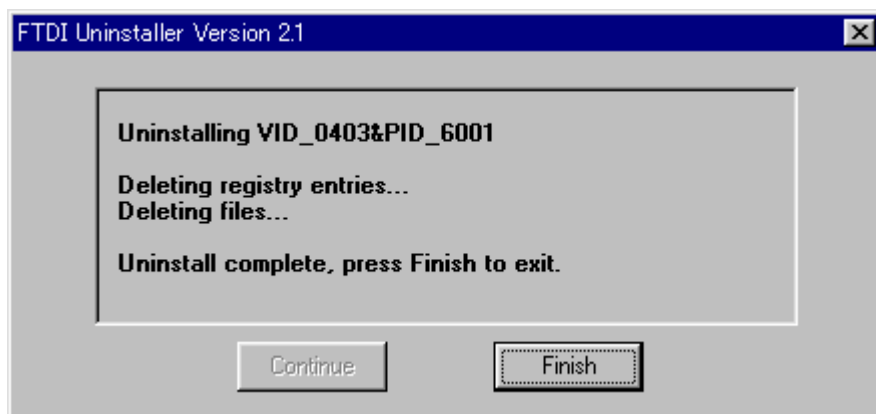 FTDI Uninstaller Version 2.1
Uninstalling VID_0403&PID_6001
Deleting registry entries...
Deleting files...
Uninstall complete, press Finish to exit.
Continue
Finish